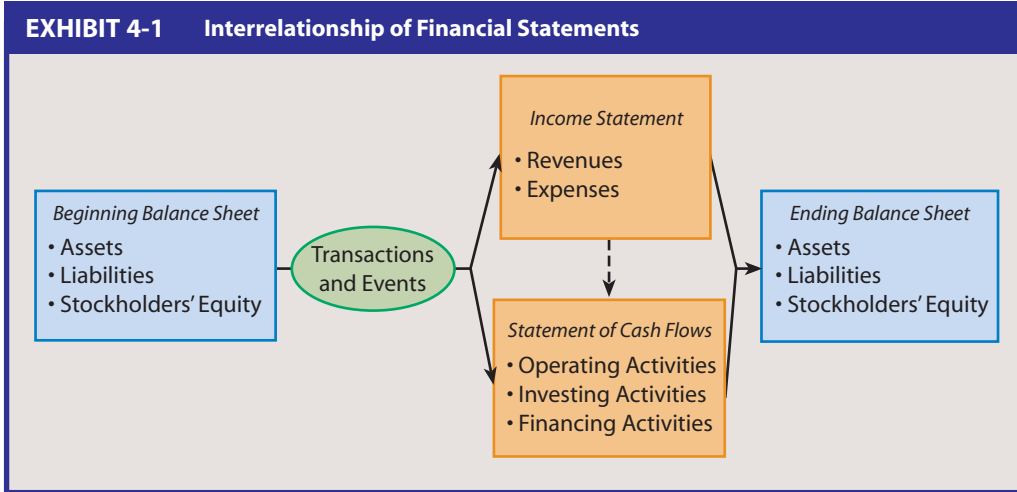 EXHIBIT 4-1 Interrelationship of Financial Statements
Beginning Balance Sheet
• Assets
• Liabilities
• Stockholders' Equity
Transactions
and Events
Income Statement
• Revenues
• Expenses
Statement of Cash Flows
• Operating Activities
• Investing Activities
• Financing Activities
Ending Balance Sheet
• Assets
• Liabilities
• Stockholders' Equity